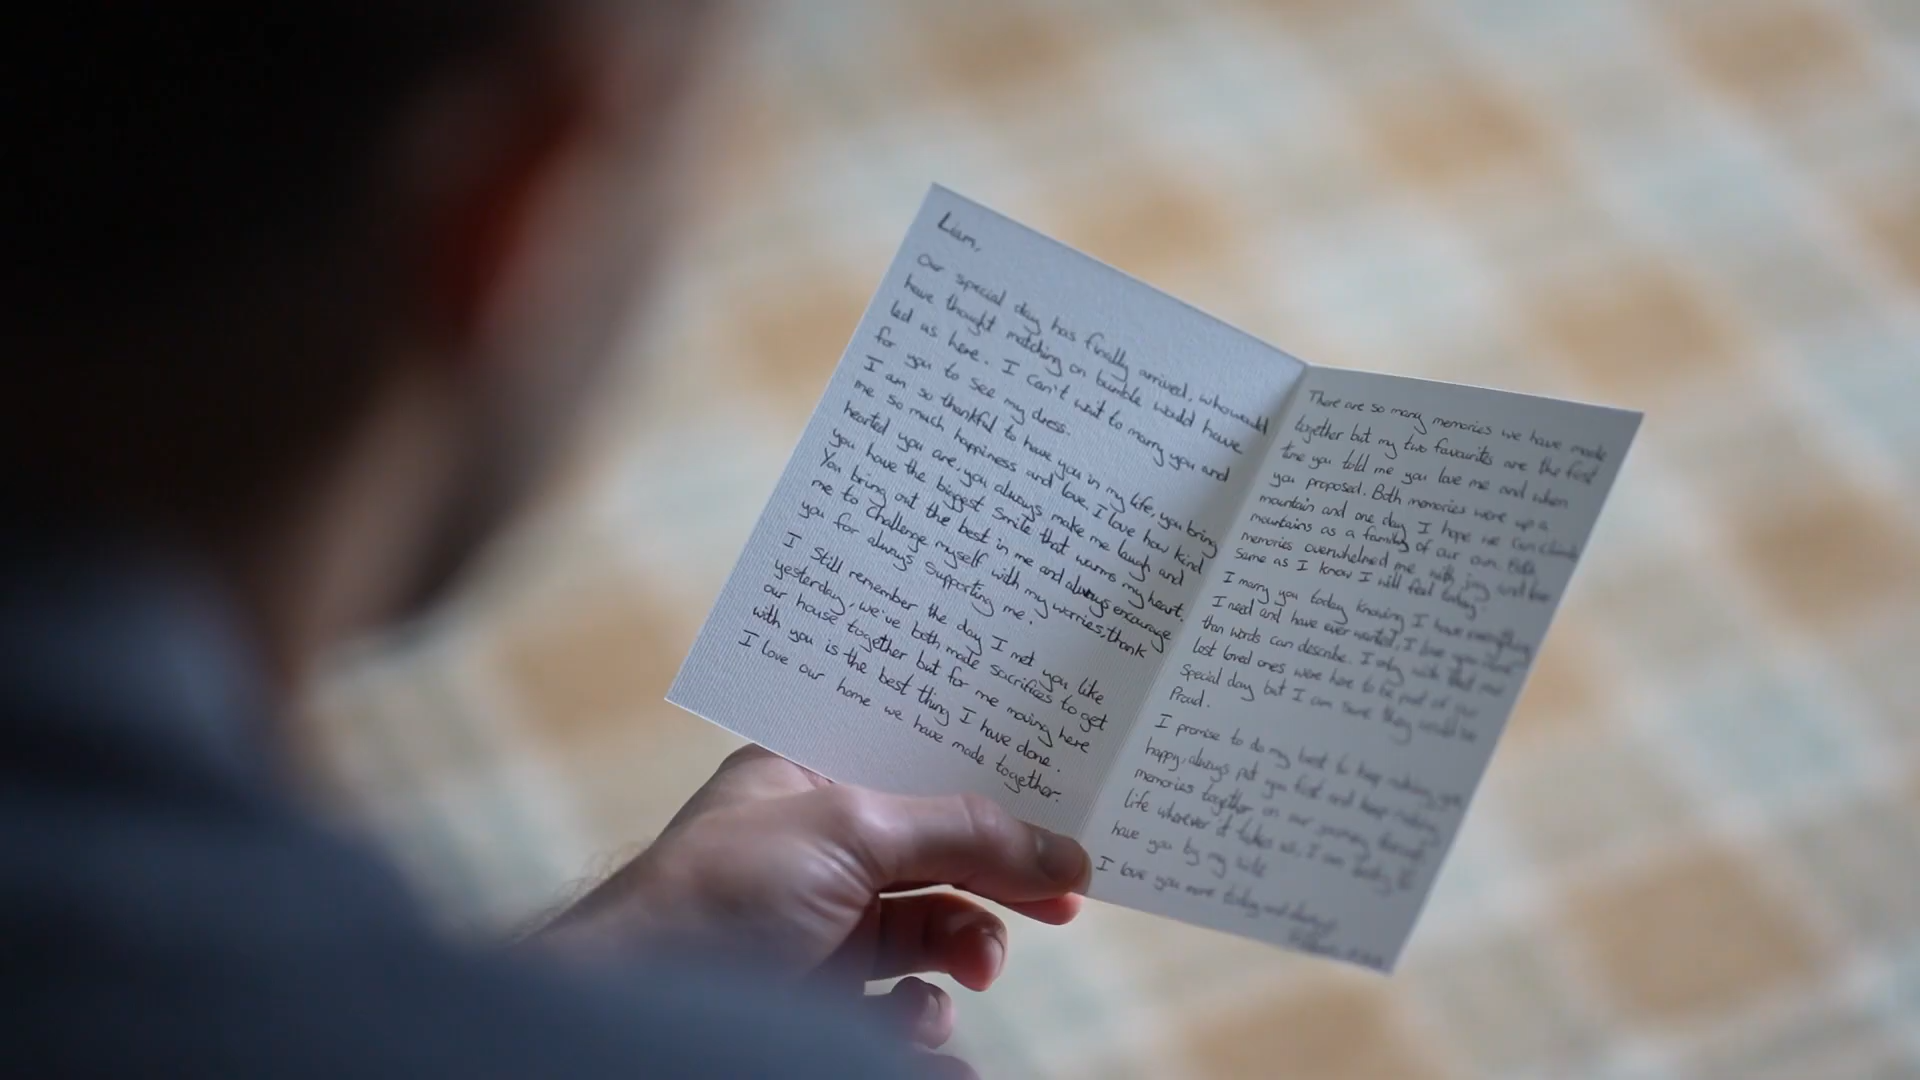 Liam,
Our special day has finally arrived, who would
have thought matching on bumble would have
led us here. I can't wait to marry you and
for you to see my dress.
I am so thankful to have you in my life, you bring
me so much happiness and love. I love how kind
hearted you are, you always make me laugh and
you have the biggest smile that warms my heart.
You bring out the best in me and always encourage
me to challenge myself with my worries, thank
you for always supporting me.
I still remember the day I met you like
yesterday, we've both made sacrifices to get
our house together but for me moving here
with you is the best thing I have done.
I love our home we have made together.
There are so many memories we have made
together but my two favourites are the first
time you told me you love me and when
you proposed. Both memories were up a
mountain and one day I hope we can climb
mountains as a family of our own. Both
memories overwhelmed me with joy and love
same as I know I will feel today.
I marry you today knowing I have everything
I need and have ever wanted, I love you more
than words can describe. I only wish that our
lost loved ones were here to be part of our
special day but I am sure they would be
Proud.
I promise to do my best to keep making you
happy, always put you first and keep making
memories together on our journey through
life wherever it takes us. I am lucky to
have you by my side
I love you more today and always